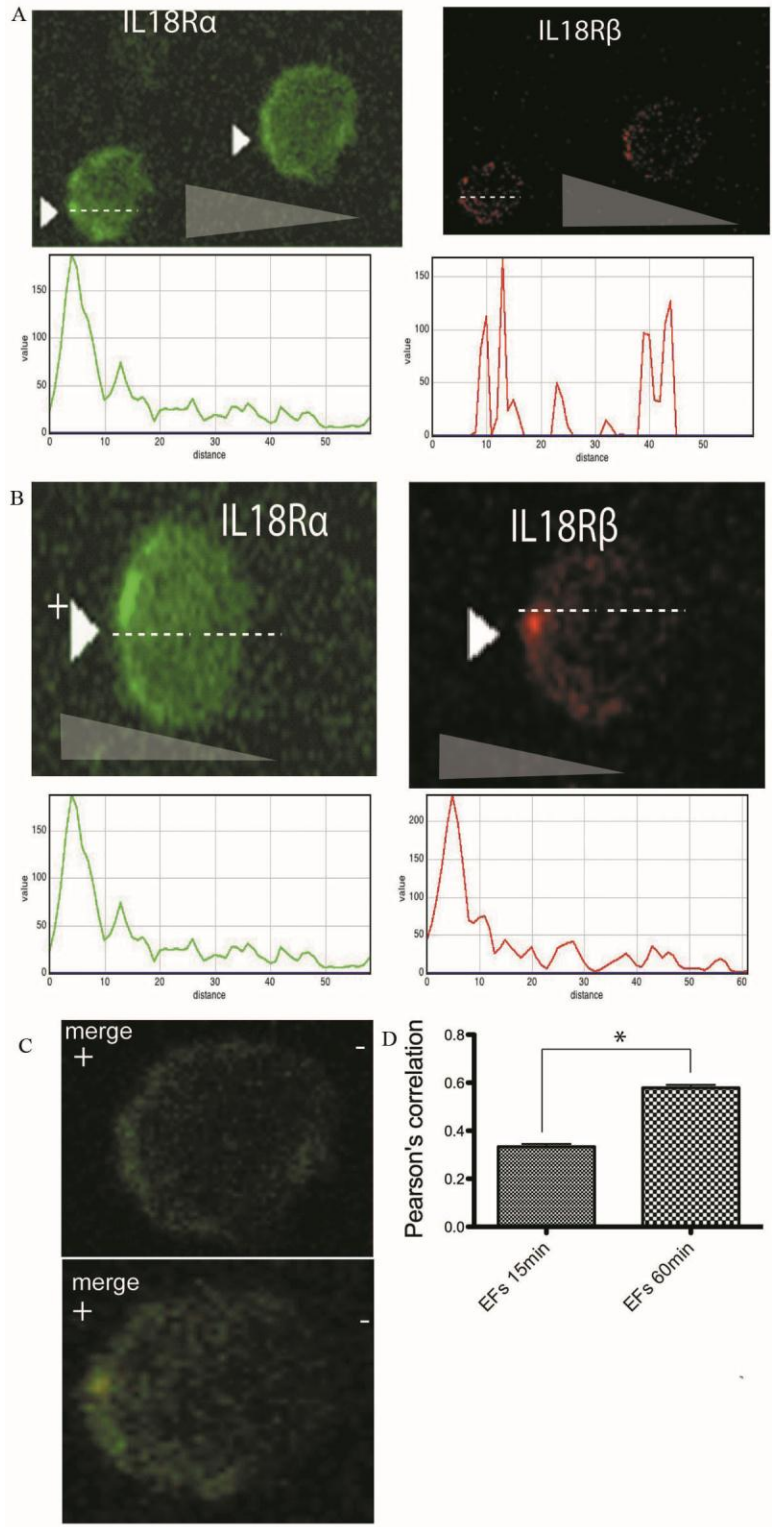 A
IL18Rα
IL18Rβ
value
150
100
50
0
0 10 20 30 40 50
distance
value
150
100
50
0
0 10 20 30 40 50
distance
B
IL18Rα
+
IL18Rβ
value
150
100
50
0
0 10 20 30 40 50
distance
value
200
150
100
50
0
0 10 20 30 40 50 60
distance
C
merge
+ -
merge
+ -
D
Pearson's correlation
0.8
0.6
0.4
0.2
0.0
*
EFs 15min
EFs 60min